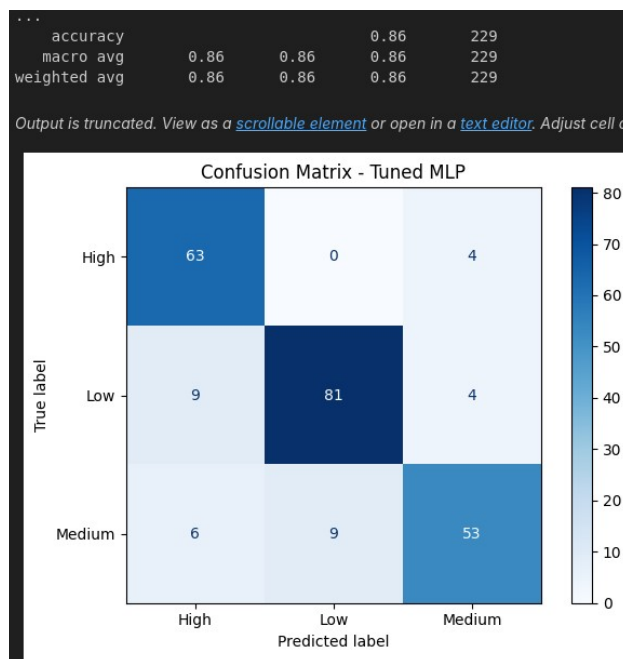 ...
accuracy 0.86 229
macro avg 0.86 0.86 0.86 229
weighted avg 0.86 0.86 0.86 229
Output is truncated. View as a scrollable element or open in a text editor. Adjust cell
Confusion Matrix - Tuned MLP
80
70
60
50
40
30
20
10
0
True label
High 63 0 4
Low 9 81 4
Medium 6 9 53
High Low Medium
Predicted label